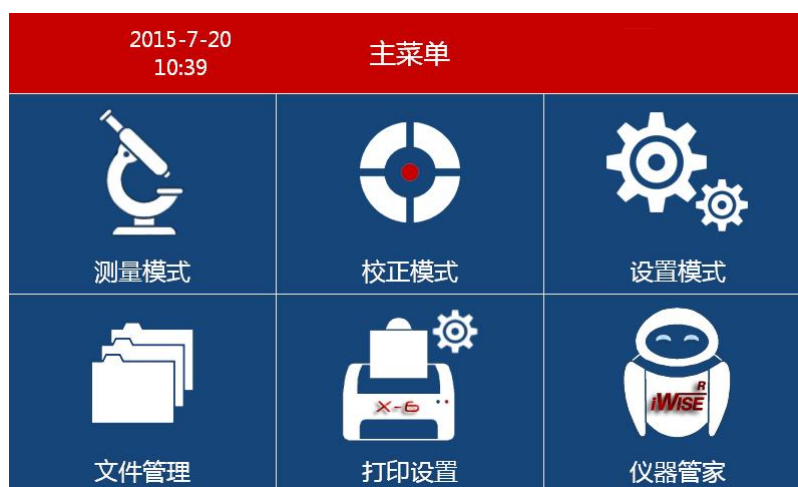 2015-7-20
10:39
主菜单
测量模式
校正模式
设置模式
X-6
R
iWISE
文件管理
打印设置
仪器管家